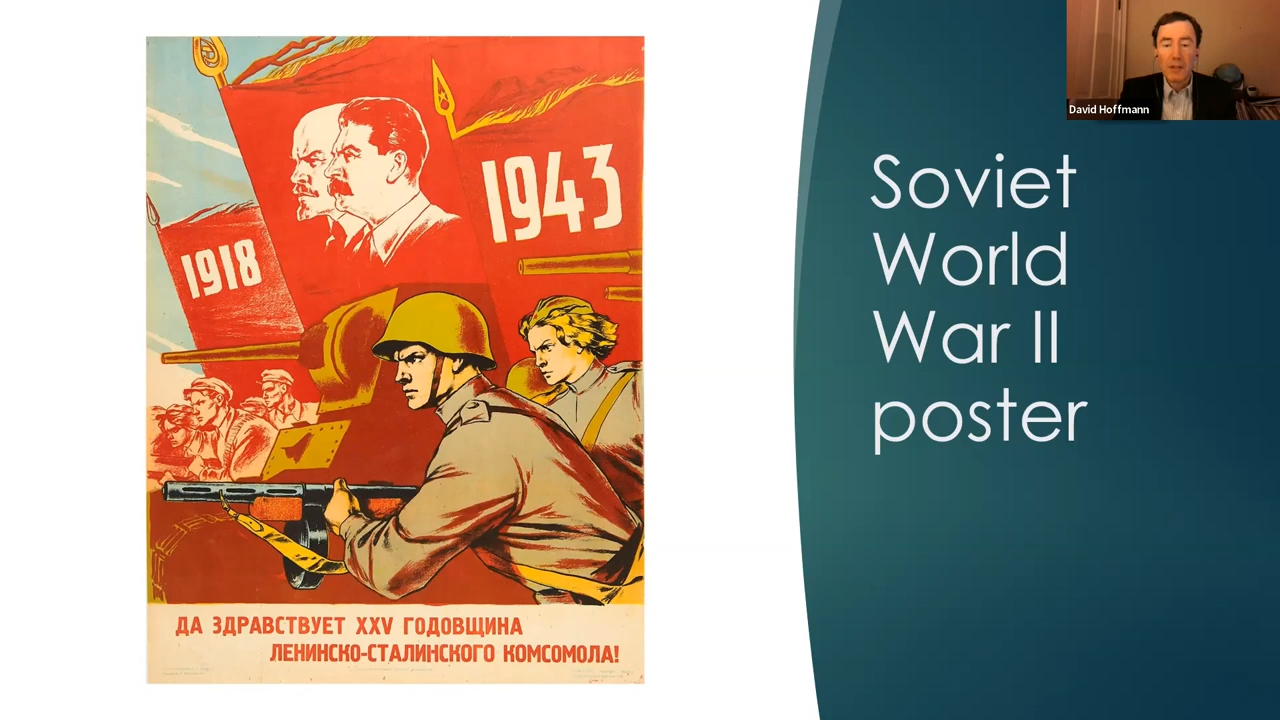 David Hoffmann
Soviet
World
War II
poster
1918
1943
ДА ЗДРАВСТВУЕТ XXV ГОДОВЩИНА
ЛЕНИНСКО-СТАЛИНСКОГО КОМСОМОЛА!